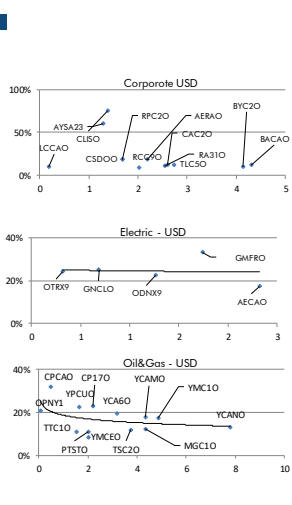 Corporote USD
100%
BYC2O
RPC2O
AERAO
AYSA23
CAC2O
50%
CLISO
BACAO
LCCAO
RCC9O
RA31O
CSDOO
TLC5O
0%
0 1 2 3 4 5
Electric - USD
40%
GMFRO
20%
OTRX9
GNCLO
ODNX9
AECAO
0%
0 1 2 3 4 5
Oil&Gas - USD
40%
CPCAO
CP17O
YCAMO
YMC1O
YPCUO
OPNY1
YCA6O
YCANO
20%
TTC1O
YMCEO
PTSTO
TSC2O
MGC1O
0%
0 2 4 6 8 10